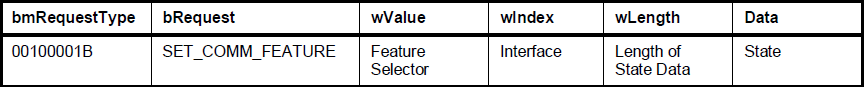 bmRequestType bRequest wValue wIndex wLength Data
00100001B SET_COMM_FEATURE Feature Interface Length of State
Selector State Data